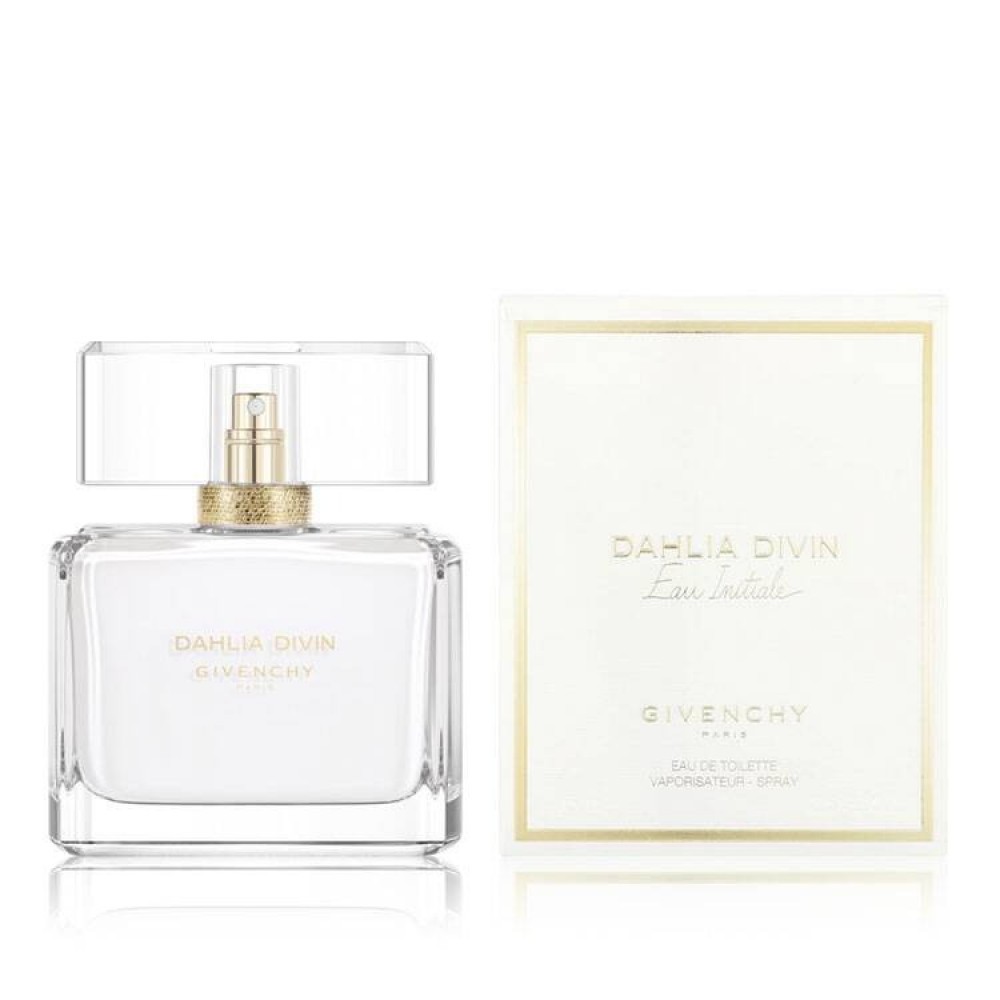 DAHLIA DIVIN
GIVENCHY
PARIS
DAHLIA DIVIN
Eau Initiale
GIVENCHY
PARIS
EAU DE TOILETTE
VAPORISATEUR - SPRAY